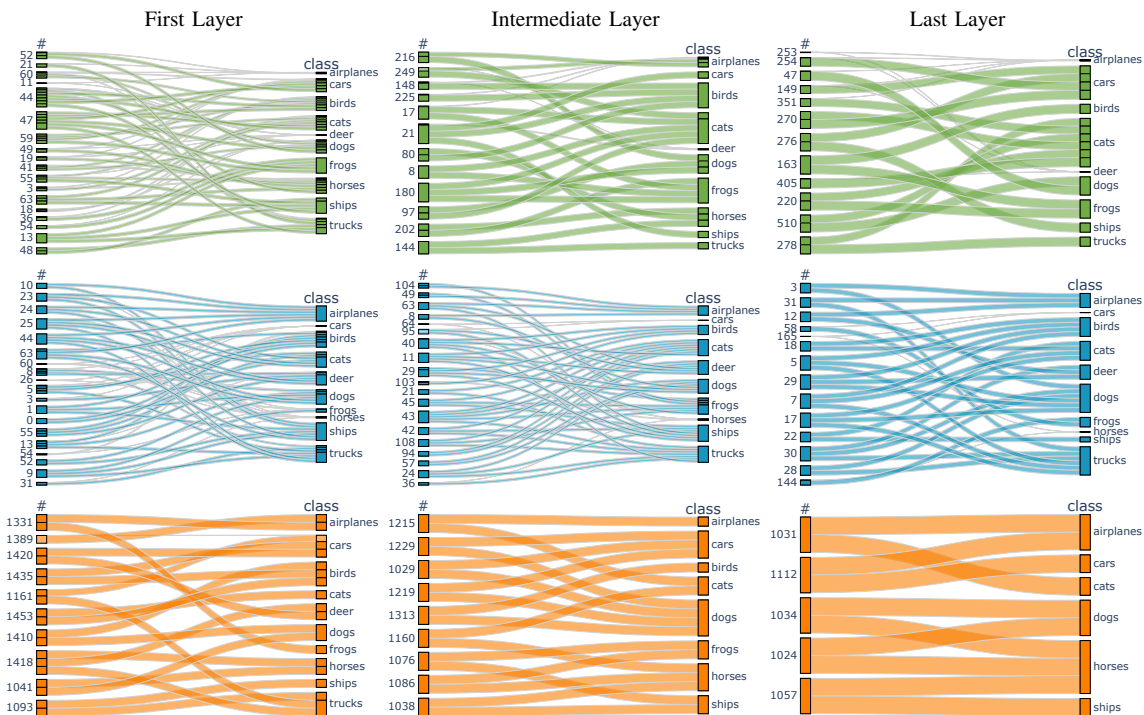 First Layer
Intermediate Layer
Last Layer
#
52
21
60
11
44
47
59
49
19
41
55
3
63
18
36
54
13
48
class
airplanes
cars
birds
cats
deer
dogs
frogs
horses
ships
trucks
#
216
249
148
225
17
21
80
8
180
97
202
144
class
airplanes
cars
birds
cats
deer
dogs
frogs
horses
ships
trucks
#
253
254
47
149
351
270
276
163
405
220
510
278
class
airplanes
cars
birds
cats
deer
dogs
frogs
ships
trucks
#
10
23
24
25
44
63
60
8
26
5
3
1
0
55
13
54
52
9
31
class
airplanes
cars
birds
cats
deer
dogs
frogs
horses
ships
trucks
#
104
49
63
8
64
95
40
11
29
103
21
45
43
42
108
94
57
24
36
class
airplanes
cars
birds
cats
deer
dogs
frogs
horses
ships
trucks
#
3
31
12
58
165
18
5
29
7
17
22
30
28
144
class
airplanes
cars
birds
cats
deer
dogs
frogs
horses
ships
trucks
#
1331
1389
1420
1435
1161
1453
1410
1418
1041
1093
class
airplanes
cars
birds
cats
deer
dogs
frogs
horses
ships
trucks
#
1215
1229
1029
1219
1313
1160
1076
1086
1038
class
airplanes
cars
birds
cats
dogs
frogs
horses
ships
#
1031
1112
1034
1024
1057
class
airplanes
cars
cats
dogs
horses
ships